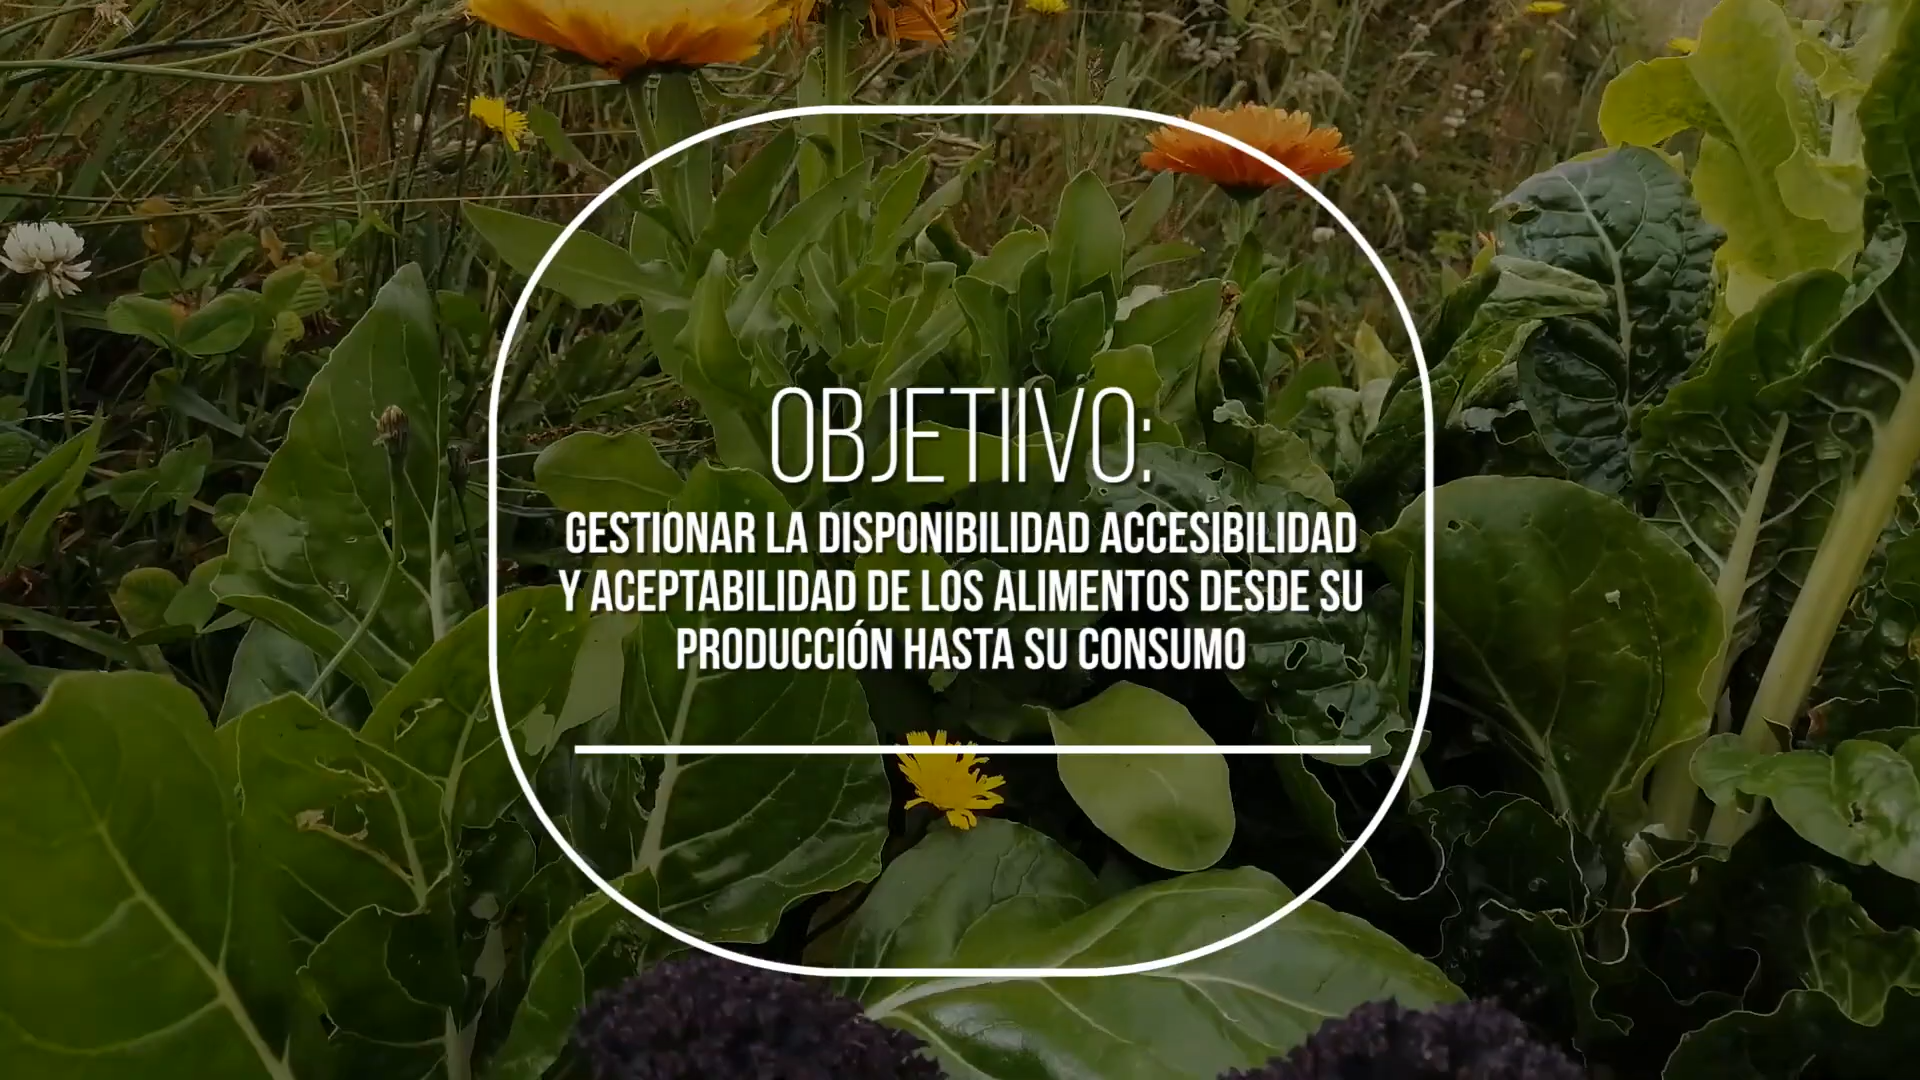 OBJETIIVO:
GESTIONAR LA DISPONIBILIDAD ACCESIBILIDAD
Y ACEPTABILIDAD DE LOS ALIMENTOS DESDE SU
PRODUCCIÓN HASTA SU CONSUMO